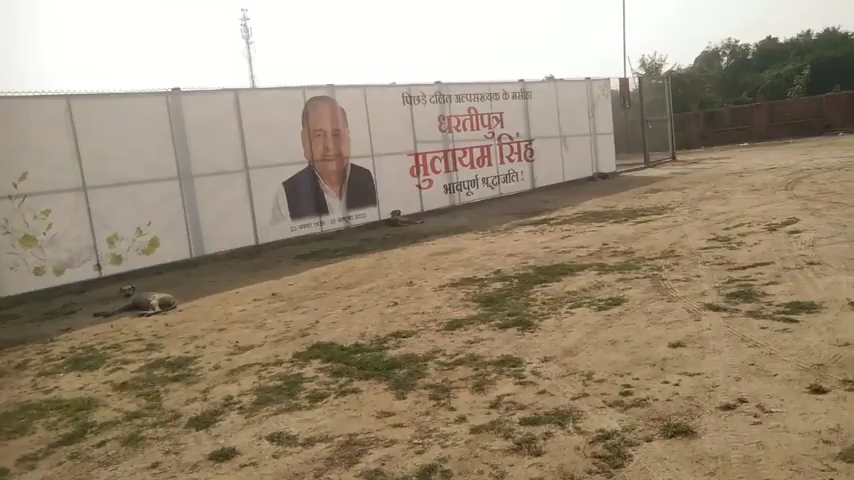 पिछड़े दलित अल्पसंख्यक के मसीहा
धरतीपुत्र
मुलायम सिंह
भावपूर्ण श्रद्धांजलि !